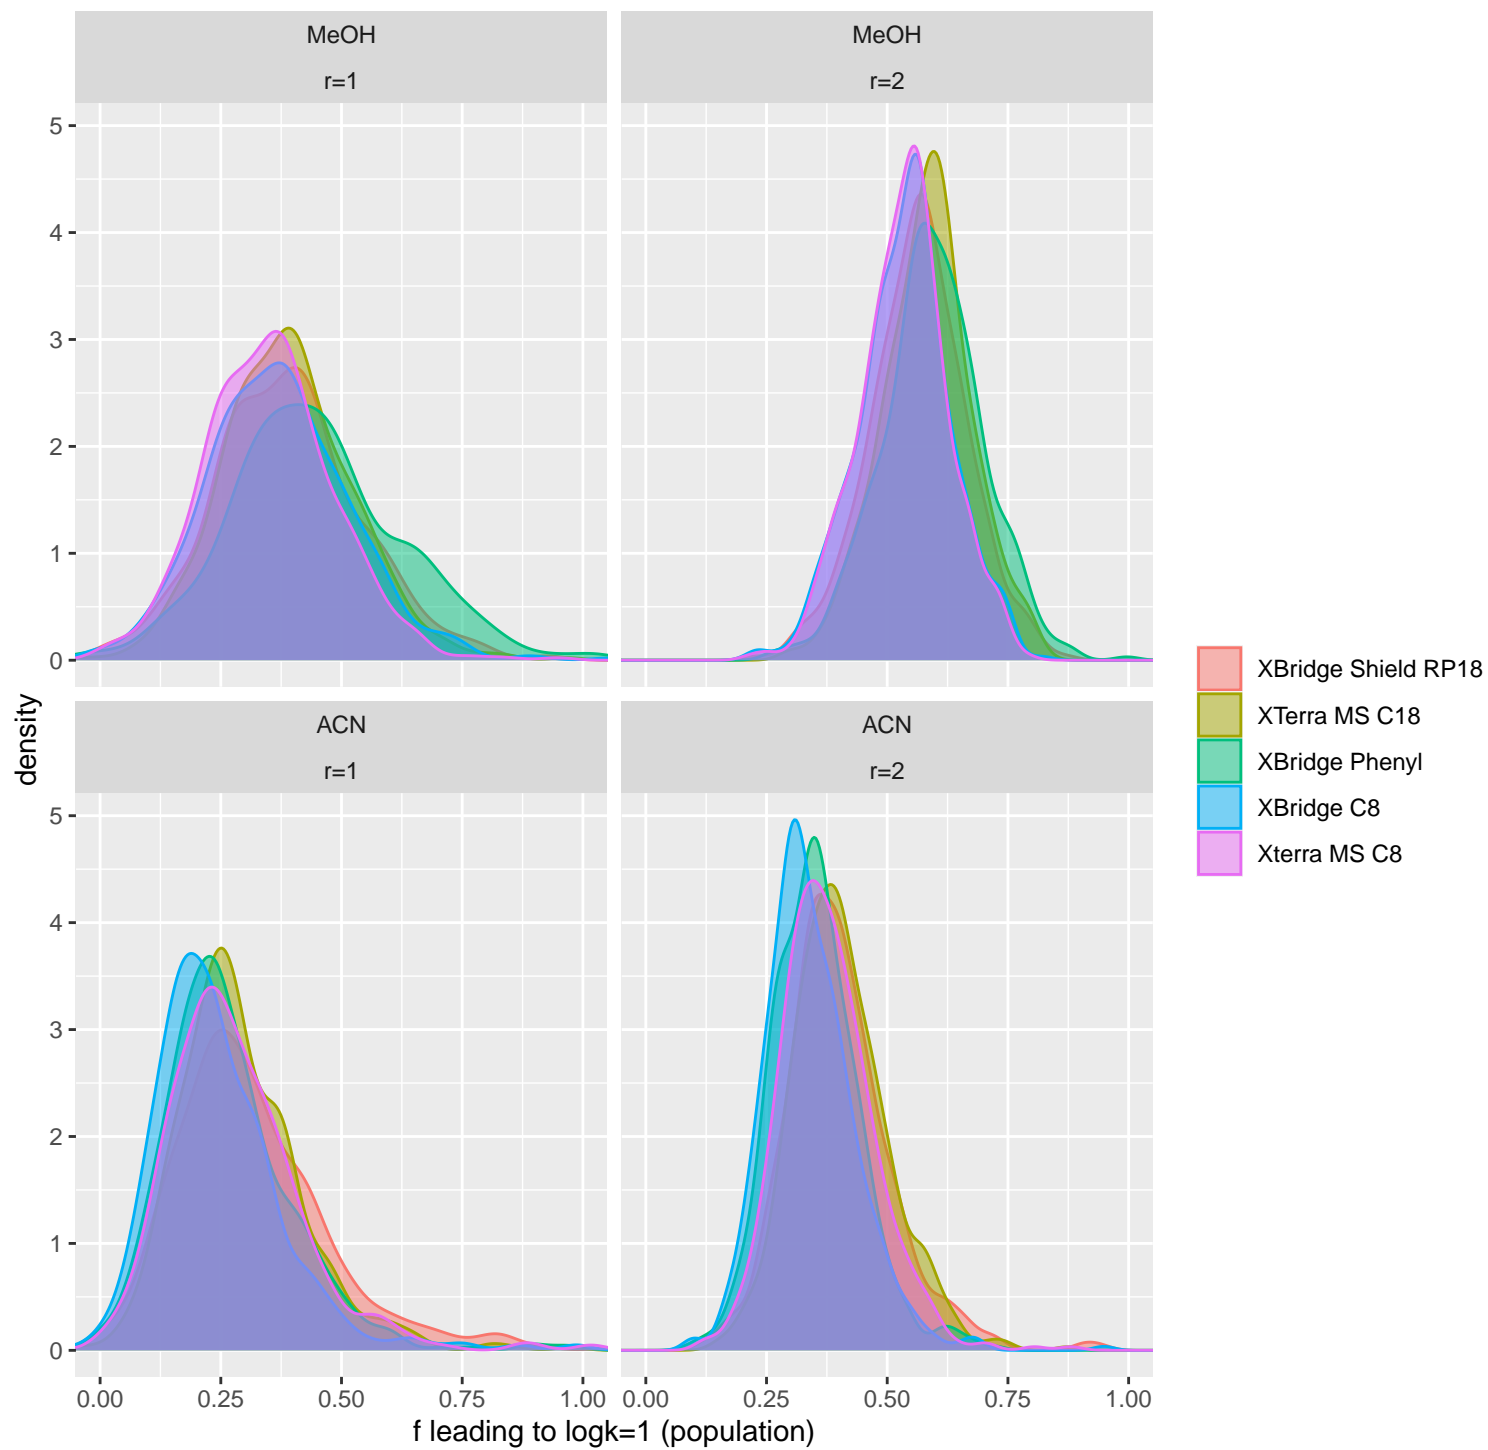 MeOH
r=1
MeOH
r=2
5
4
3
2
1
0
ACN
r=1
ACN
r=2
5
4
3
2
1
0
0.00 0.25 0.50 0.75 1.00
0.00 0.25 0.50 0.75 1.00
f leading to logk=1 (population)
density
XBridge Shield RP18
XTerra MS C18
XBridge Phenyl
XBridge C8
Xterra MS C8